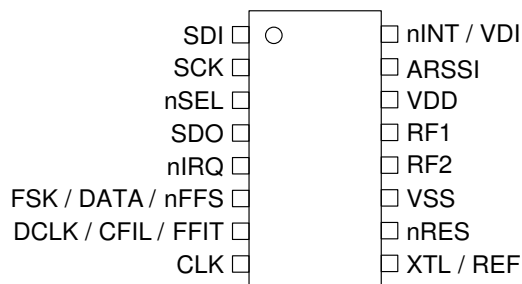 SDI
SCK
nSEL
SDO
nIRQ
FSK / DATA / nFFS
DCLK / CFIL / FFIT
CLK
nINT / VDI
ARSSI
VDD
RF1
RF2
VSS
nRES
XTL / REF